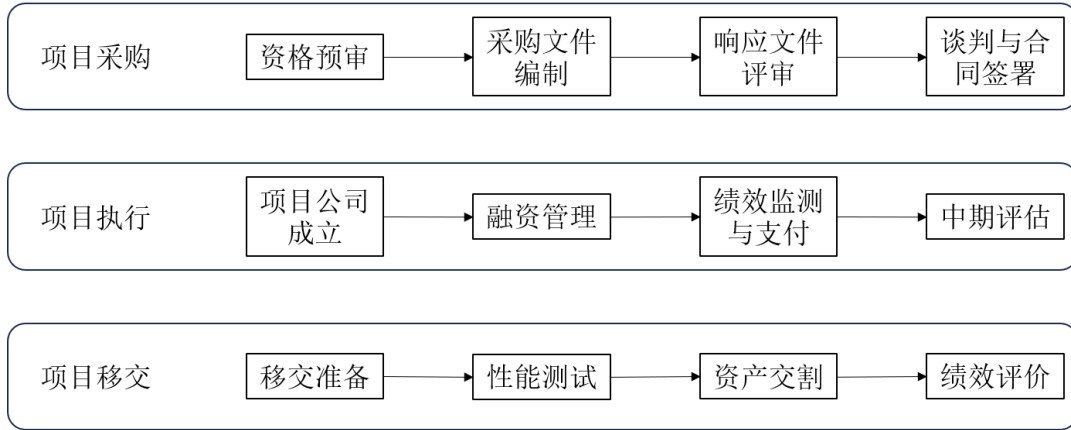 项目采购
资格预审
采购文件
编制
响应文件
评审
谈判与合
同签署
项目执行
项目公司
成立
融资管理
绩效监测
与支付
中期评估
项目移交
移交准备
性能测试
资产交割
绩效评价